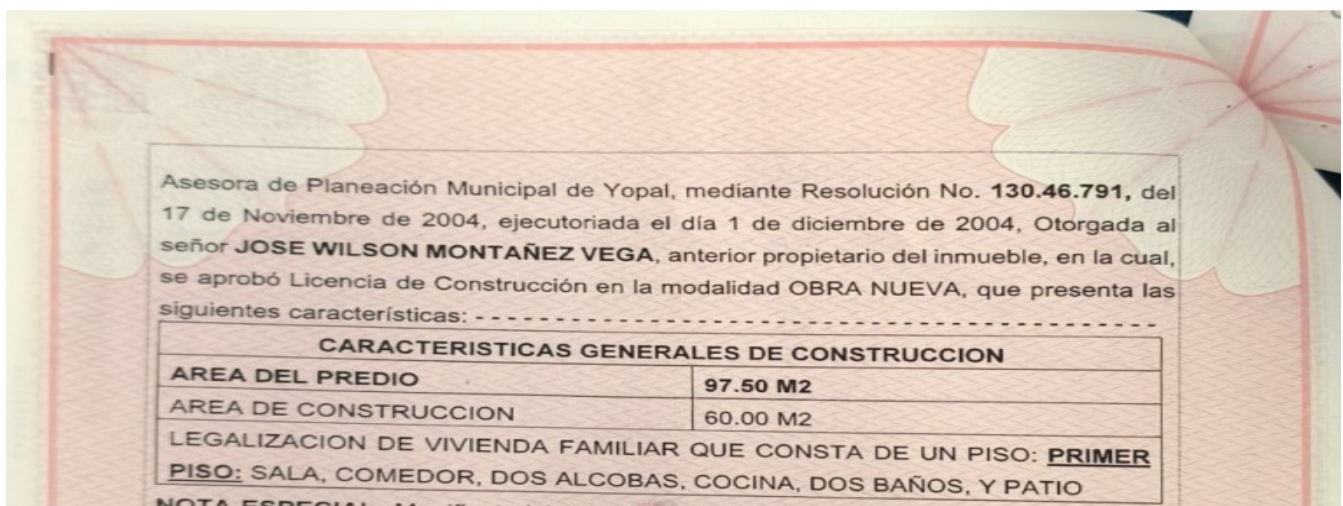 Asesora de Planeación Municipal de Yopal, mediante Resolución No. 130.46.791, del
17 de Noviembre de 2004, ejecutoriada el día 1 de diciembre de 2004, Otorgada al
señor JOSE WILSON MONTAÑEZ VEGA, anterior propietario del inmueble, en la cual,
se aprobó Licencia de Construcción en la modalidad OBRA NUEVA, que presenta las
siguientes características: - - - - - - - - - - - - - - - - - - - - - - - - - - - - - - - - - - - - - - - - - - - - - - - -
CARACTERISTICAS GENERALES DE CONSTRUCCION
AREA DEL PREDIO 97.50 M2
AREA DE CONSTRUCCION 60.00 M2
LEGALIZACION DE VIVIENDA FAMILIAR QUE CONSTA DE UN PISO: PRIMER
PISO: SALA, COMEDOR, DOS ALCOBAS, COCINA, DOS BAÑOS, Y PATIO
NOTA ESPECIAL